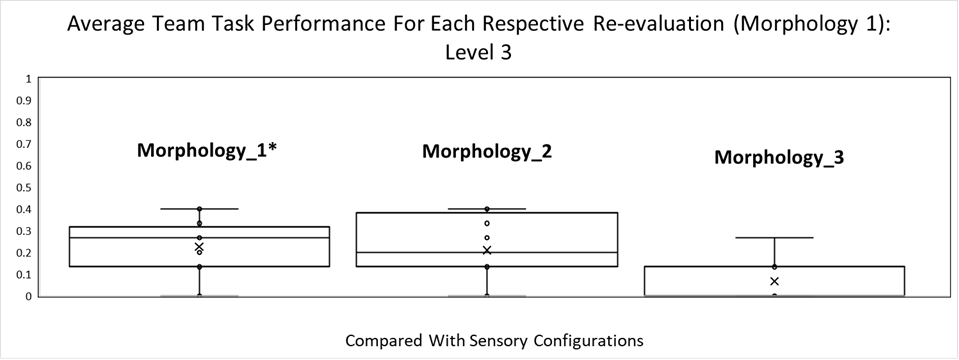 Average Team Task Performance For Each Respective Re-evaluation (Morphology 1):
Level 3
1
0.9
0.8
0.7
0.6
0.5
0.4
0.3
0.2
0.1
0
Morphology_1*
Morphology_2
Morphology_3
Compared With Sensory Configurations